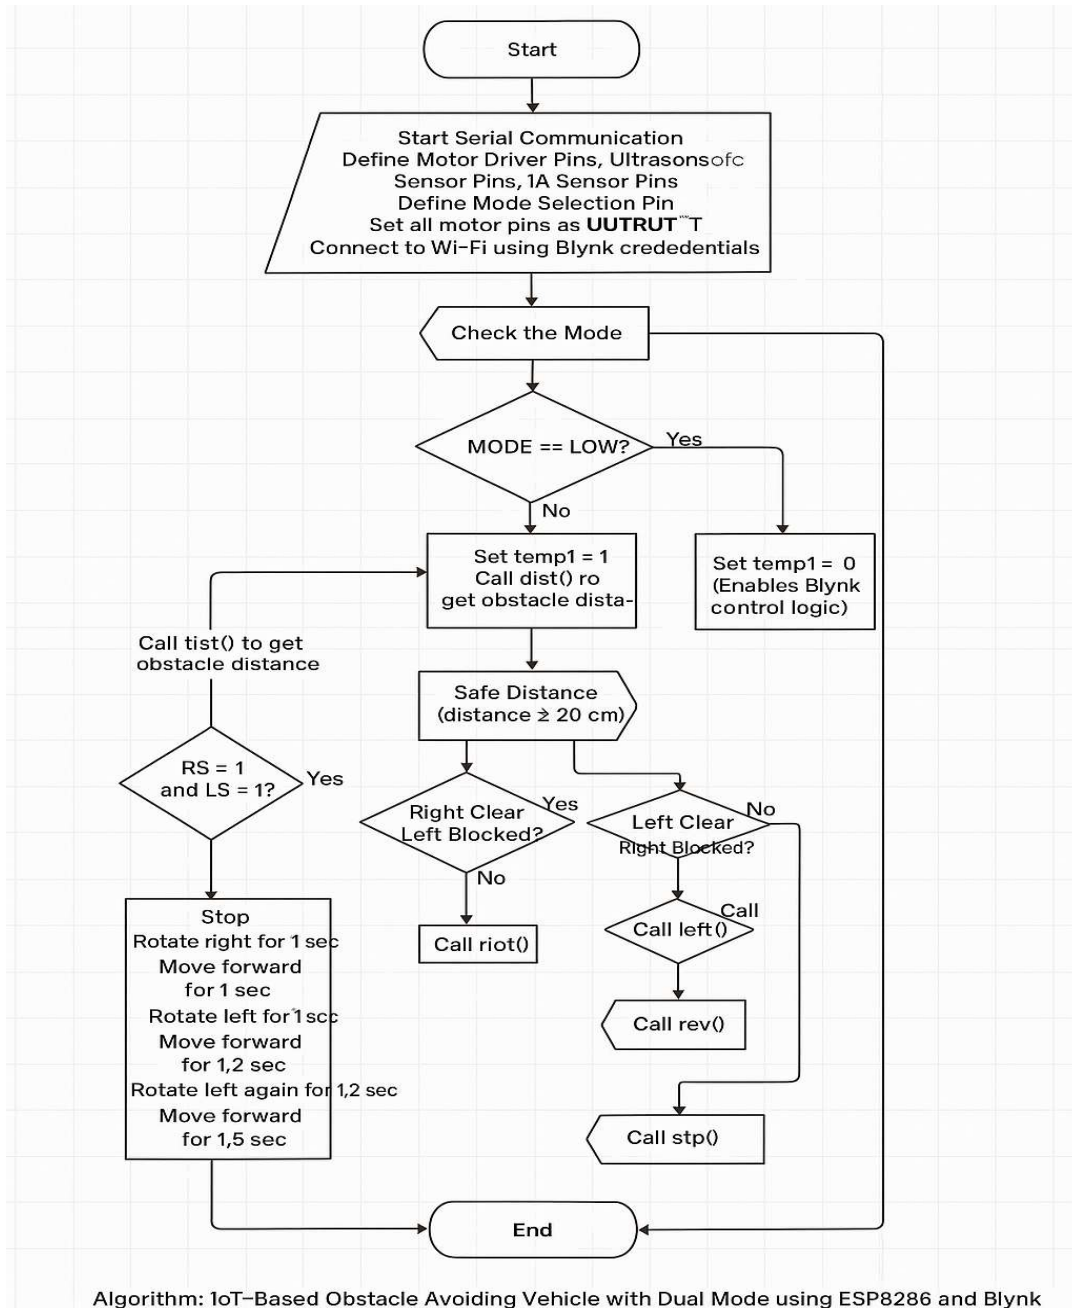 Start
Start Serial Communication
Define Motor Driver Pins, Ultrasonsofc
Sensor Pins, 1A Sensor Pins
Define Mode Selection Pin
Set all motor pins as UUTRUT‴T
Connect to Wi-Fi using Blynk crededentials
Check the Mode
MODE == LOW?
Yes
No
Set temp1 = 1
Call dist() ro
get obstacle dista-
Set temp1 = 0
(Enables Blynk
control logic)
Call tist() to get
obstacle distance
Safe Distance
(distance ≥ 20 cm)
RS = 1
and LS = 1?
Yes
Right Clear
Left Blocked?
Yes
No
Left Clear
Right Blocked?
No
Call riot()
Call left()
Call
Call rev()
Call stp()
Stop
Rotate right for 1 sec
Move forward
for 1 sec
Rotate left for 1 scc
Move forward
for 1,2 sec
Rotate left again for 1,2 sec
Move forward
for 1,5 sec
End
Algorithm: 1oT-Based Obstacle Avoiding Vehicle with Dual Mode using ESP8286 and Blynk